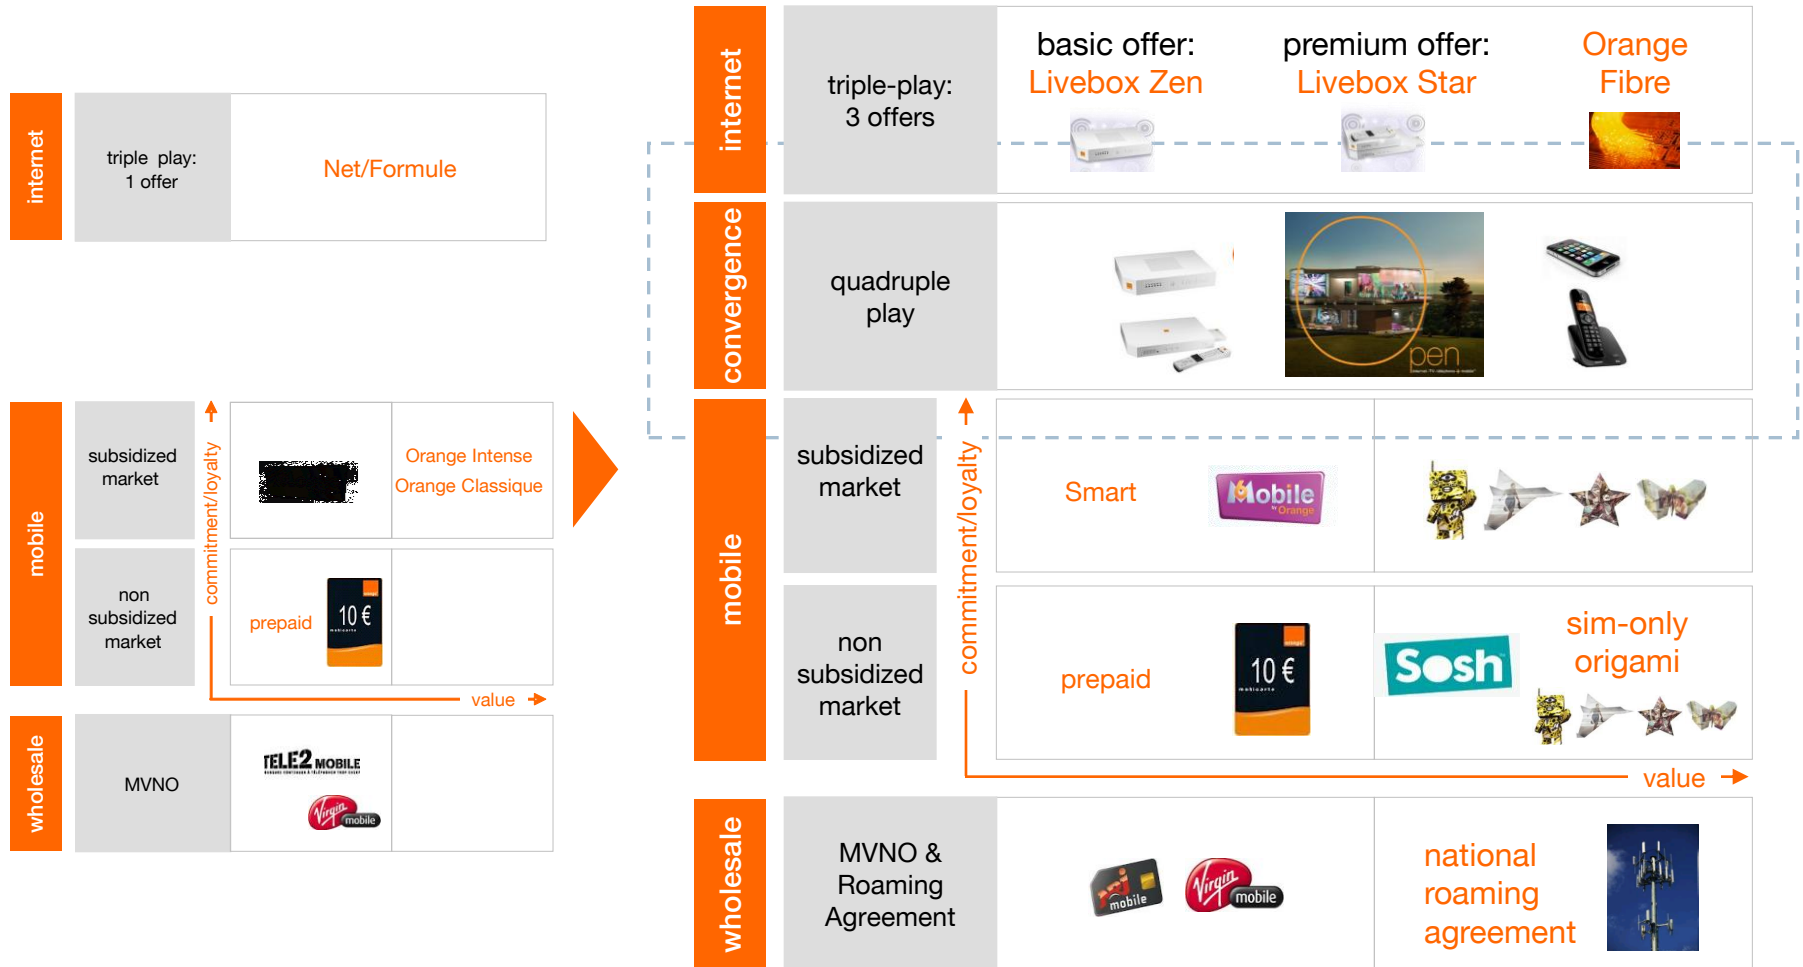 internet
triple play:
1 offer
Net/Formule
mobile
subsidized
market
commitment/loyalty
Orange Intense
Orange Classique
non
subsidized
market
prepaid
10 €
mobicarte
value
wholesale
MVNO
TELE2 MOBILE
Virgin
mobile
internet
triple-play:
3 offers
basic offer:
Livebox Zen
premium offer:
Livebox Star
Orange
Fibre
convergence
quadruple
play
Open
mobile
subsidized
market
commitment/loyalty
Smart
M6 Mobile
by Orange
non
subsidized
market
prepaid
10 €
mobicarte
Sosh
sim-only
origami
value
wholesale
MVNO &
Roaming
Agreement
nrj
mobile
Virgin
mobile
national
roaming
agreement